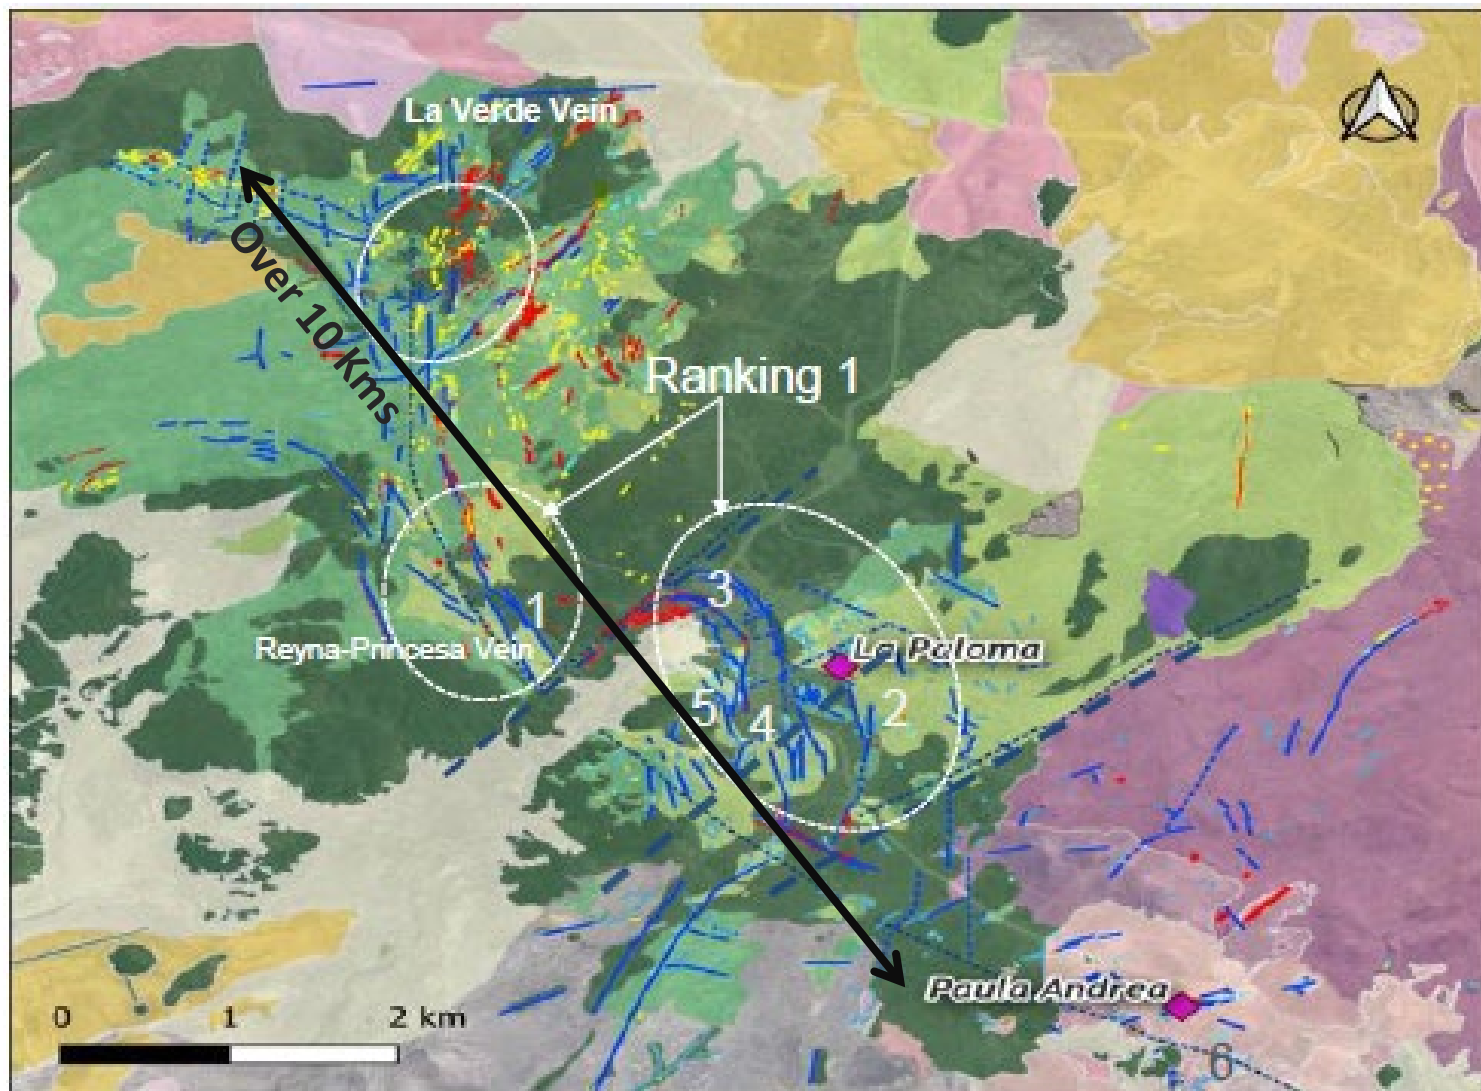 La Verde Vein
Over 10 Kms
Ranking 1
3
1
Reyna-Princesa Vein
La Paloma
5
4
2
Paula Andrea
0 1 2 km
6